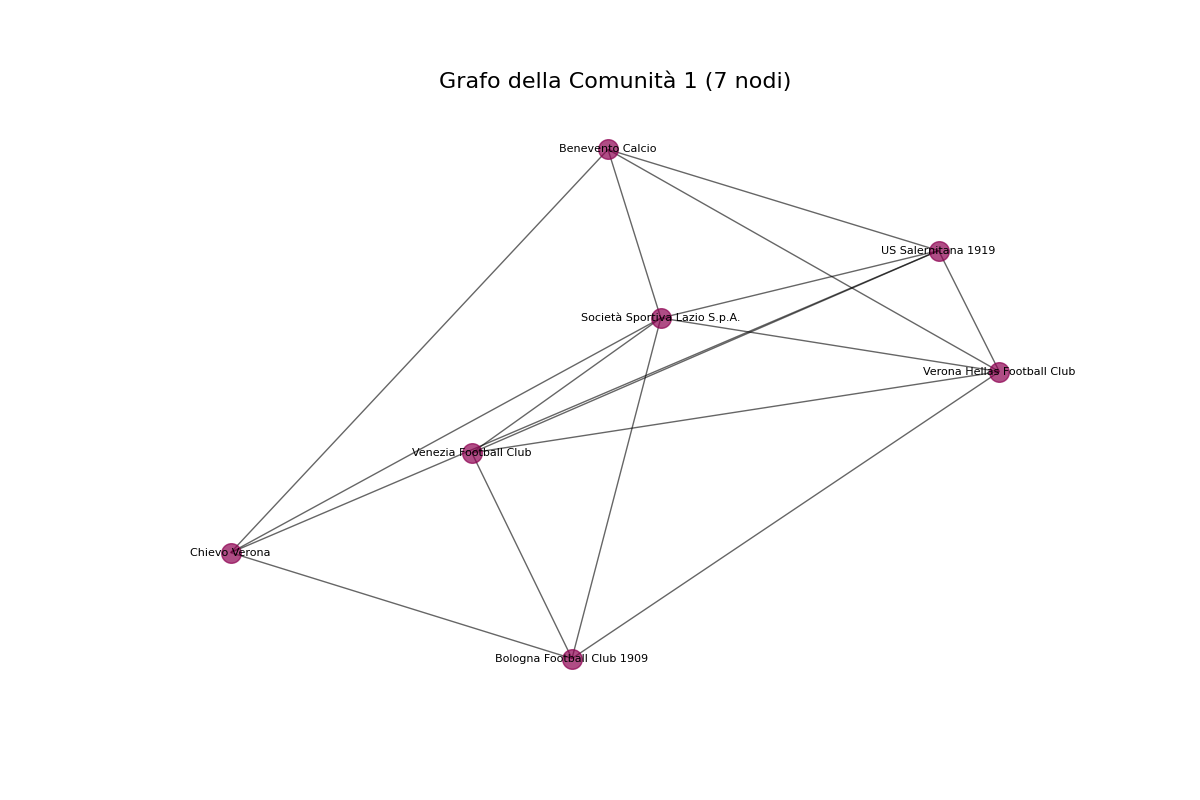 Grafo della Comunità 1 (7 nodi)
Benevento Calcio
US Salernitana 1919
Società Sportiva Lazio S.p.A.
Verona Hellas Football Club
Venezia Football Club
Chievo Verona
Bologna Football Club 1909